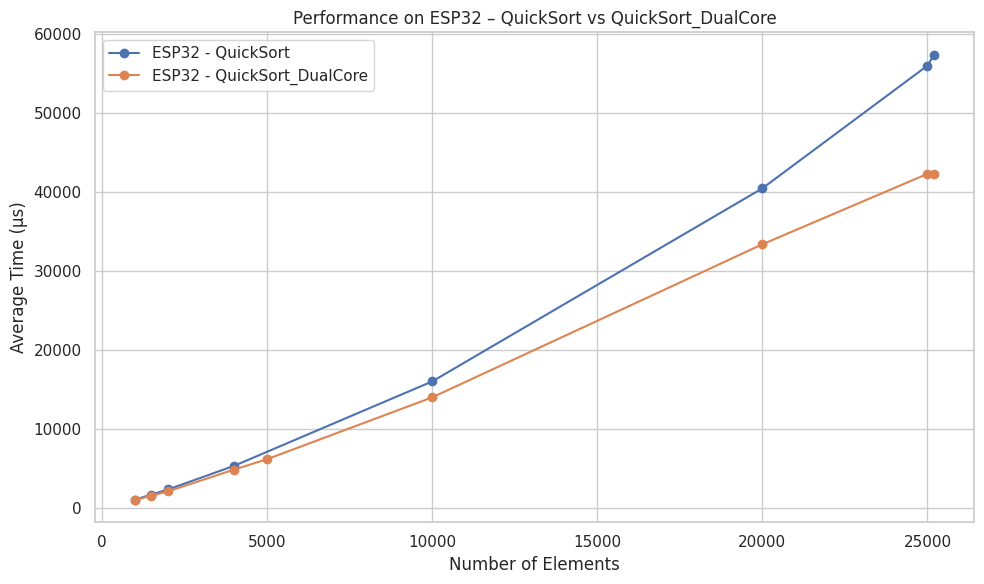 Performance on ESP32 – QuickSort vs QuickSort_DualCore
ESP32 - QuickSort
ESP32 - QuickSort_DualCore
60000
50000
40000
30000
20000
10000
0
Average Time (μs)
0 5000 10000 15000 20000 25000
Number of Elements